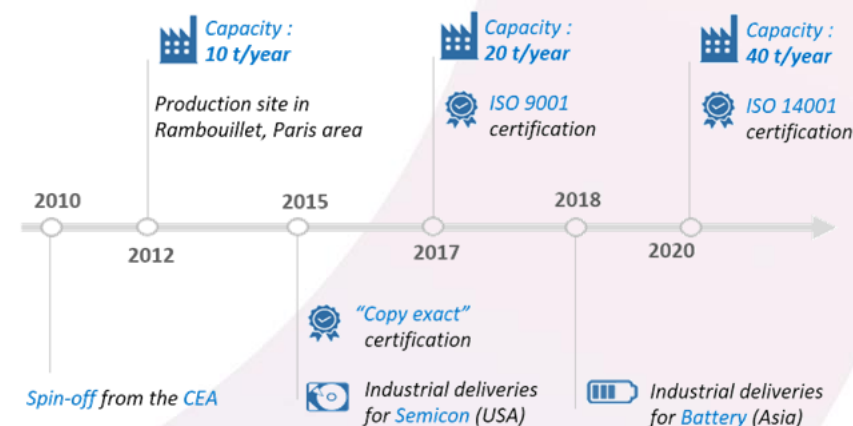 Capacity :
10 t/year
Production site in
Rambouillet, Paris area
Capacity :
20 t/year
ISO 9001
certification
Capacity :
40 t/year
ISO 14001
certification
2010
2012
2015
2017
2018
2020
Spin-off from the CEA
“Copy exact”
certification
Industrial deliveries
for Semicon (USA)
Industrial deliveries
for Battery (Asia)